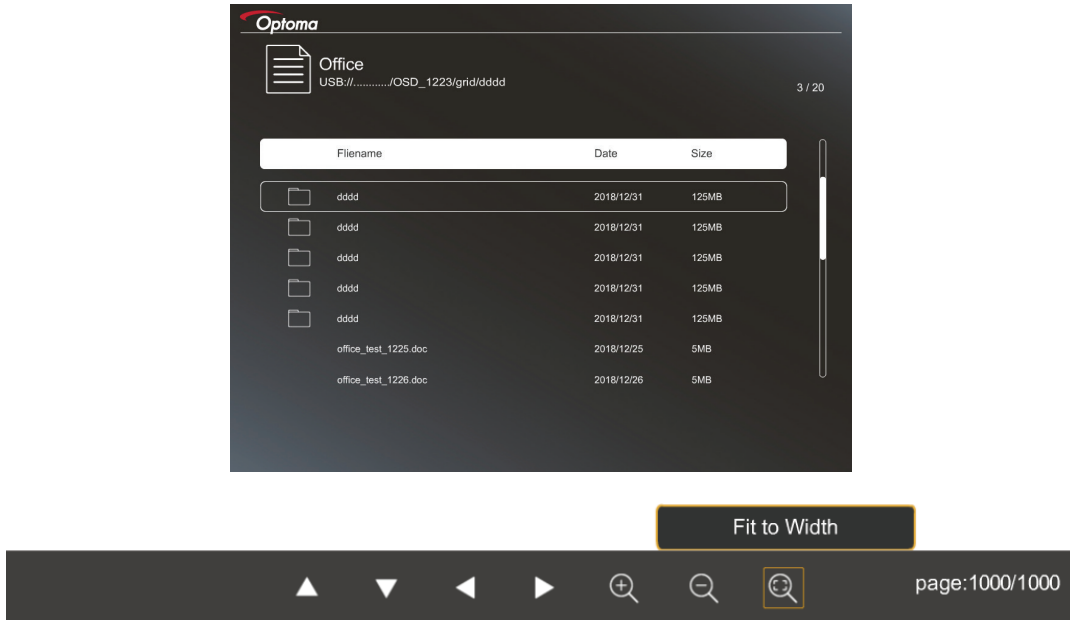 Optoma
Office
USB://.........../OSD_1223/grid/dddd
3 / 20
Fliename Date Size
dddd 2018/12/31 125MB
dddd 2018/12/31 125MB
dddd 2018/12/31 125MB
dddd 2018/12/31 125MB
dddd 2018/12/31 125MB
office_test_1225.doc 2018/12/25 5MB
office_test_1226.doc 2018/12/26 5MB
Fit to Width
page:1000/1000